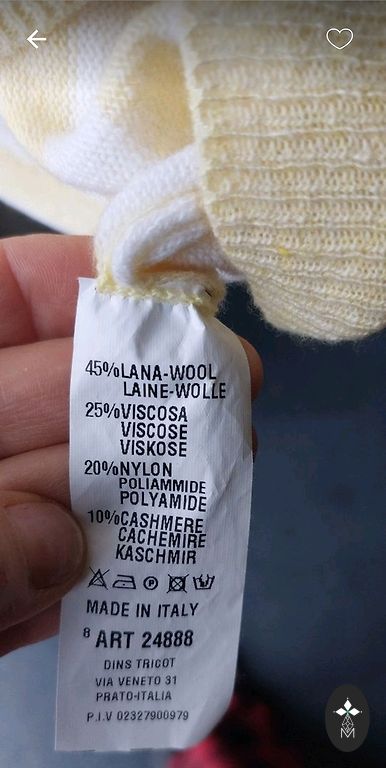 45%LANA-WOOL
LAINE-WOLLE
25%VISCOSA
VISCOSE
VISKOSE
20%NYLON
POLIAMMIDE
POLYAMIDE
10%CASHMERE
CACHEMIRE
KASCHMIR
P
MADE IN ITALY
8 ART 24888
DINS TRICOT
VIA VENETO 31
PRATO-ITALIA
P.I.V 02327900979
M